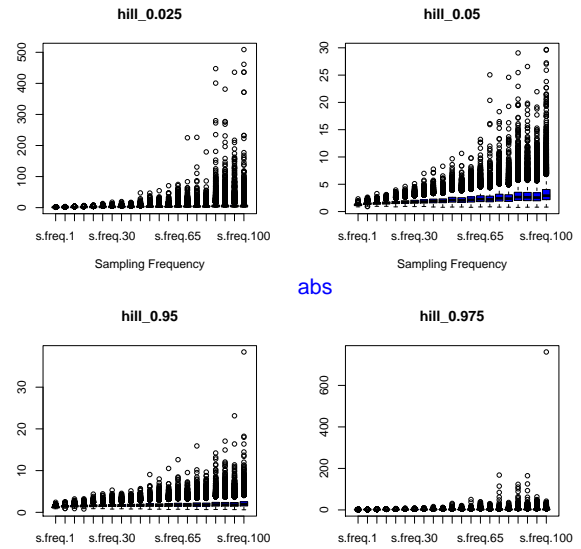 hill_0.025
hill_0.05
0 100 200 300 400 500
0 5 10 15 20 25 30
s.freq.1 s.freq.30 s.freq.65 s.freq.100
s.freq.1 s.freq.30 s.freq.65 s.freq.100
Sampling Frequency
Sampling Frequency
abs
hill_0.95
hill_0.975
0 10 20 30
0 200 400 600
s.freq.1 s.freq.30 s.freq.65 s.freq.100
s.freq.1 s.freq.30 s.freq.65 s.freq.100